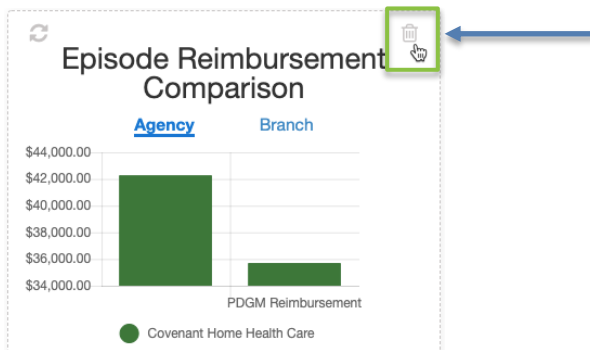 Episode Reimbursement
Comparison
Agency Branch
$44,000.00
$42,000.00
$40,000.00
$38,000.00
$36,000.00
$34,000.00
PDGM Reimbursement
Covenant Home Health Care